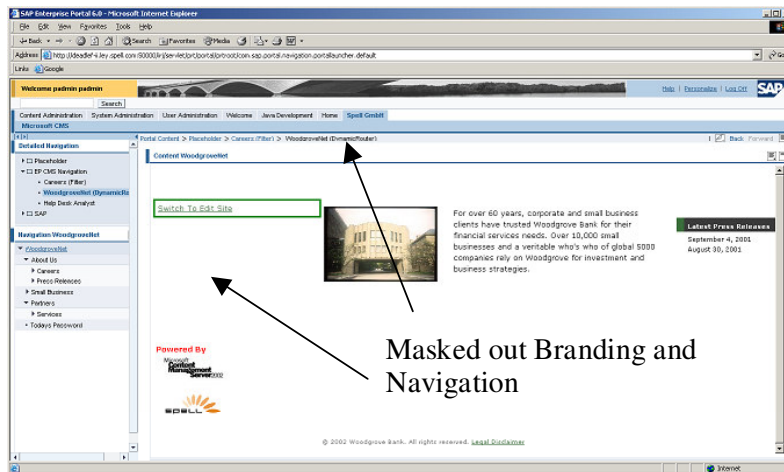 SAP Enterprise Portal 6.0 - Microsoft Internet Explorer
File Edit View Favorites Tools Help
Back Search Favorites Media
Address
Links Google
Welcome padmin padmin
Help | Personalize | Log Off SAP
Search
Content Administration System Administration User Administration Welcome Java Development Home Spell GmbH
Microsoft CMS
Detailed Navigation
Portal Content > Placeholder > Careers (Filter) > WoodgroveNet (DynamicRouter)
Back Forward
Placeholder
EP CMS Navigation
Careers (Filter)
WoodgroveNet (DynamicRo
Help Desk Analyst
SAP
Navigation WoodgroveNet
WoodgroveNet
About Us
Careers
Press Releases
Small Business
Partners
Services
Todays Password
Content WoodgroveNet
Switch To Edit Site
For over 60 years, corporate and small business
clients have trusted Woodgrove Bank for their
financial services needs. Over 10,000 small
businesses and a veritable who's who of global 5000
companies rely on Woodgrove for investment and
business strategies.
Latest Press Releases
September 4, 2001
August 30, 2001
Masked out Branding and
Navigation
Powered By
Microsoft
Content
Management
Server2002
SPELL
© 2002 Woodgrove Bank. All rights reserved. Legal Disclaimer
Internet